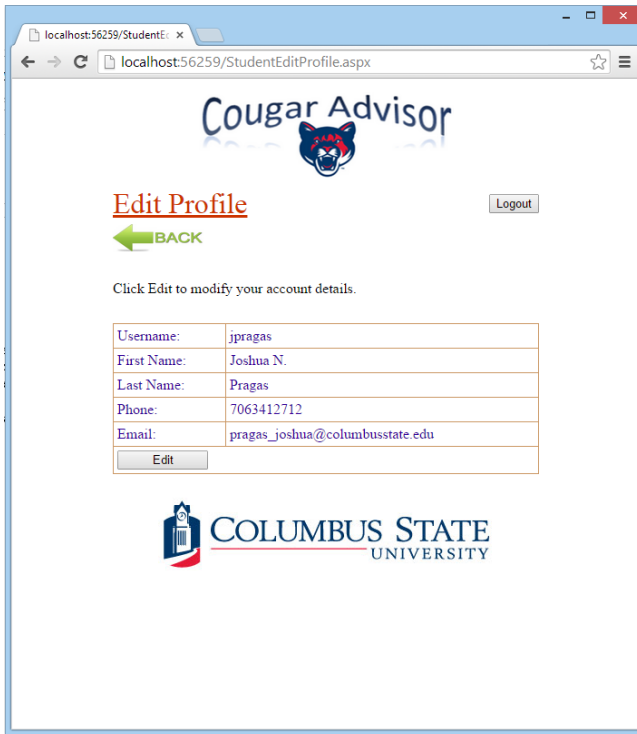 localhost:56259/StudentEc
localhost:56259/StudentEditProfile.aspx
Cougar Advisor
Edit Profile
Logout
BACK
Click Edit to modify your account details.
Username: jpragas
First Name: Joshua N.
Last Name: Pragas
Phone: 7063412712
Email: pragas_joshua@columbusstate.edu
Edit
COLUMBUS STATE
UNIVERSITY